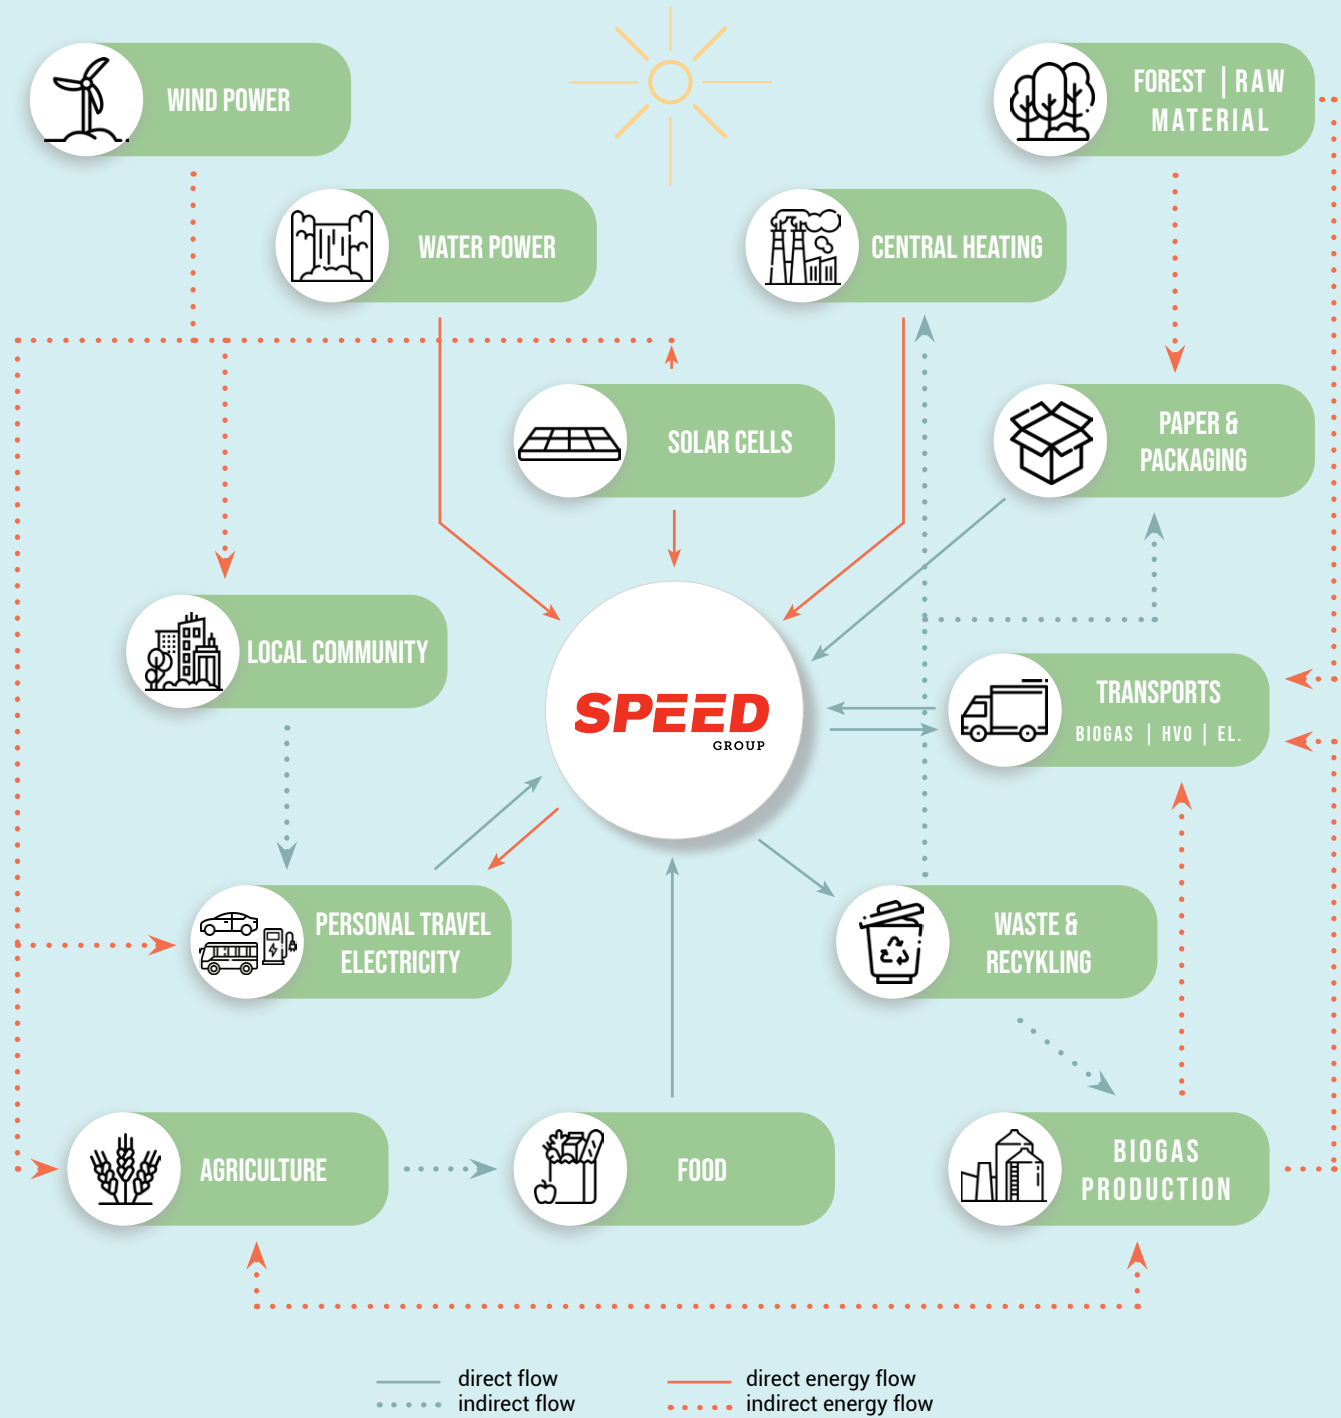 WIND POWER
FOREST | RAW
MATERIAL
WATER POWER
CENTRAL HEATING
SOLAR CELLS
PAPER &
PACKAGING
LOCAL COMMUNITY
SPEED
GROUP
TRANSPORTS
BIOGAS | HVO | EL.
PERSONAL TRAVEL
ELECTRICITY
WASTE &
RECYKLING
AGRICULTURE
FOOD
BIOGAS
PRODUCTION
direct flow
indirect flow
direct energy flow
indirect energy flow